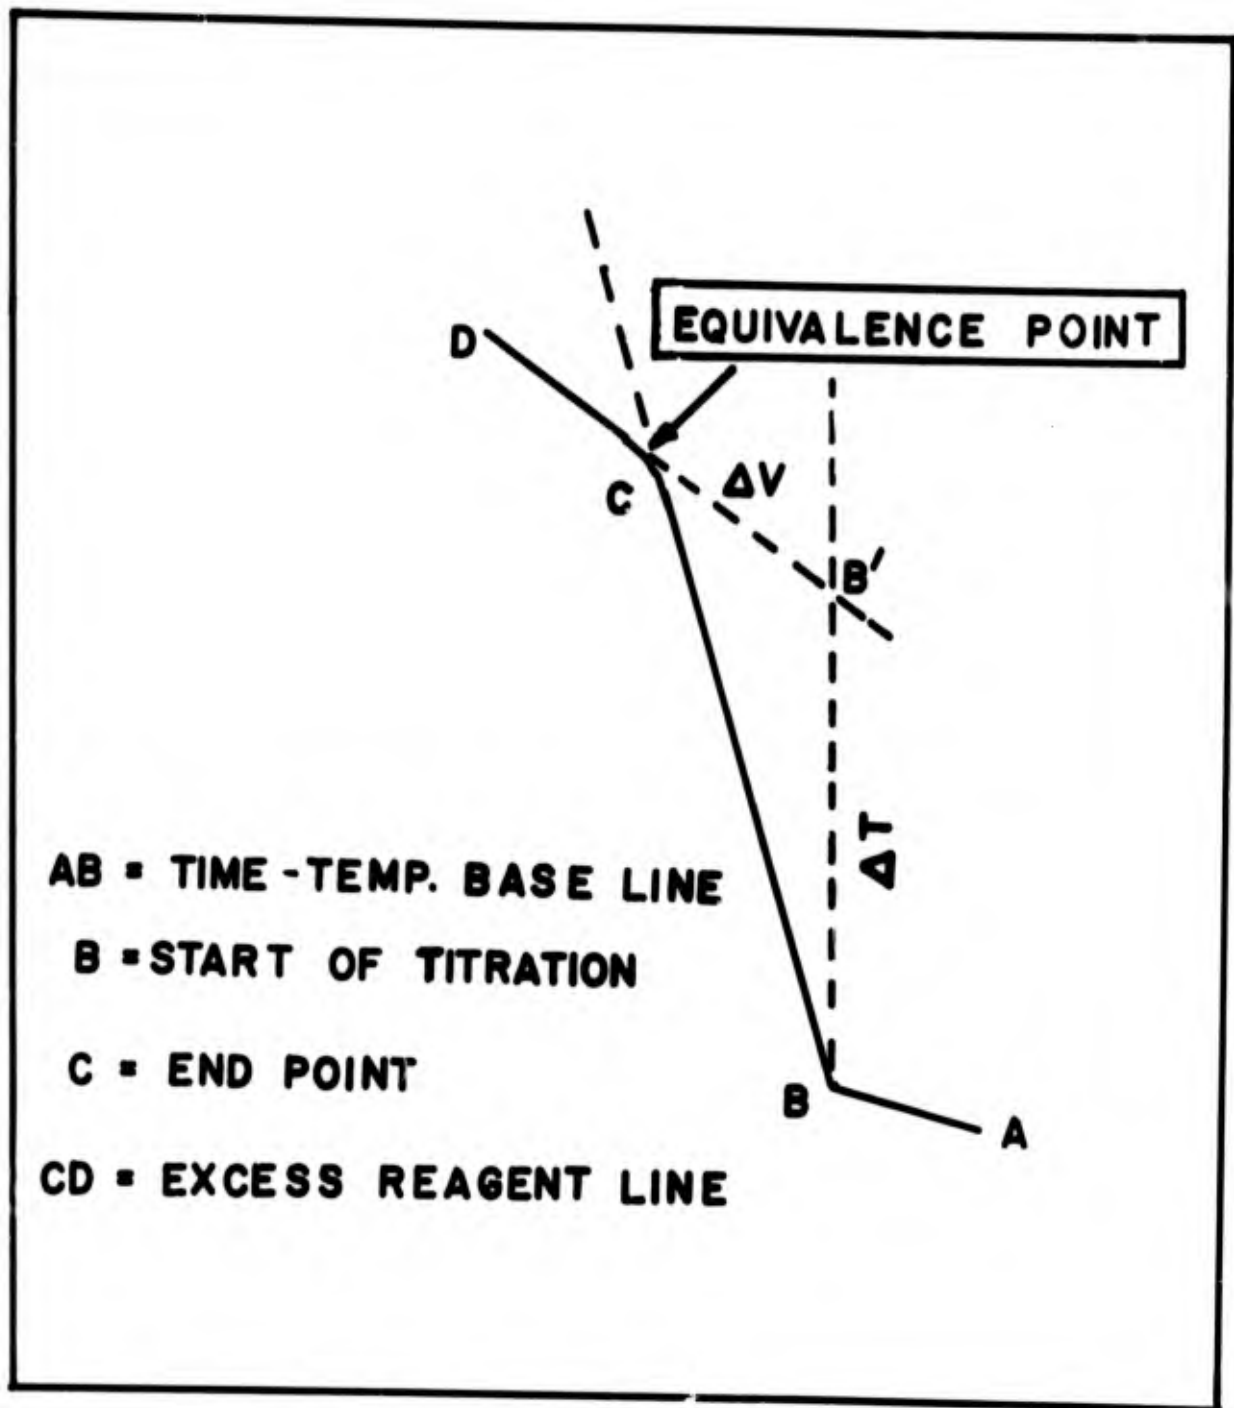 EQUIVALENCE POINT
D
C
ΔV
B′
ΔT
AB = TIME-TEMP. BASE LINE
B = START OF TITRATION
C = END POINT
CD = EXCESS REAGENT LINE
B
A